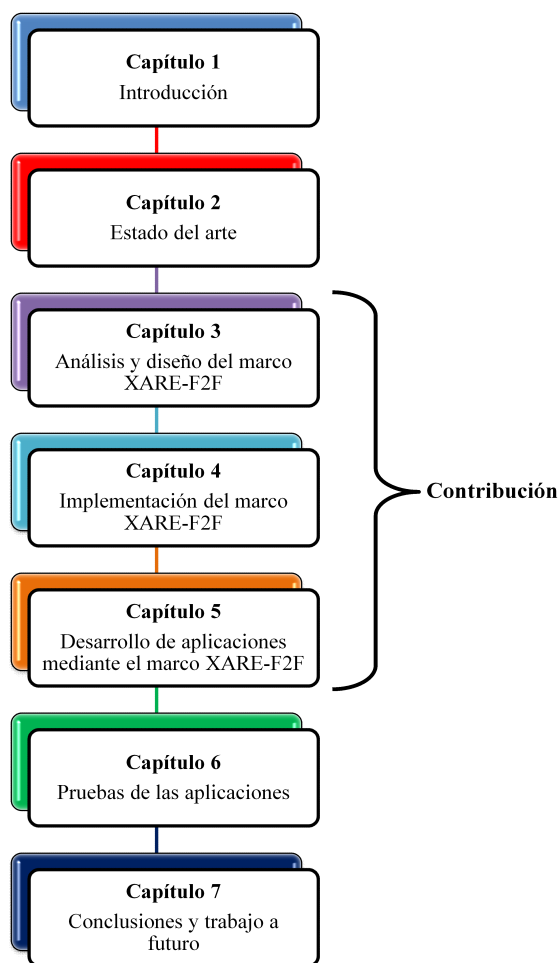 Capítulo 1
Introducción
Capítulo 2
Estado del arte
Capítulo 3
Análisis y diseño del marco
XARE-F2F
Capítulo 4
Implementación del marco
XARE-F2F
Capítulo 5
Desarrollo de aplicaciones
mediante el marco XARE-F2F
Contribución
Capítulo 6
Pruebas de las aplicaciones
Capítulo 7
Conclusiones y trabajo a
futuro